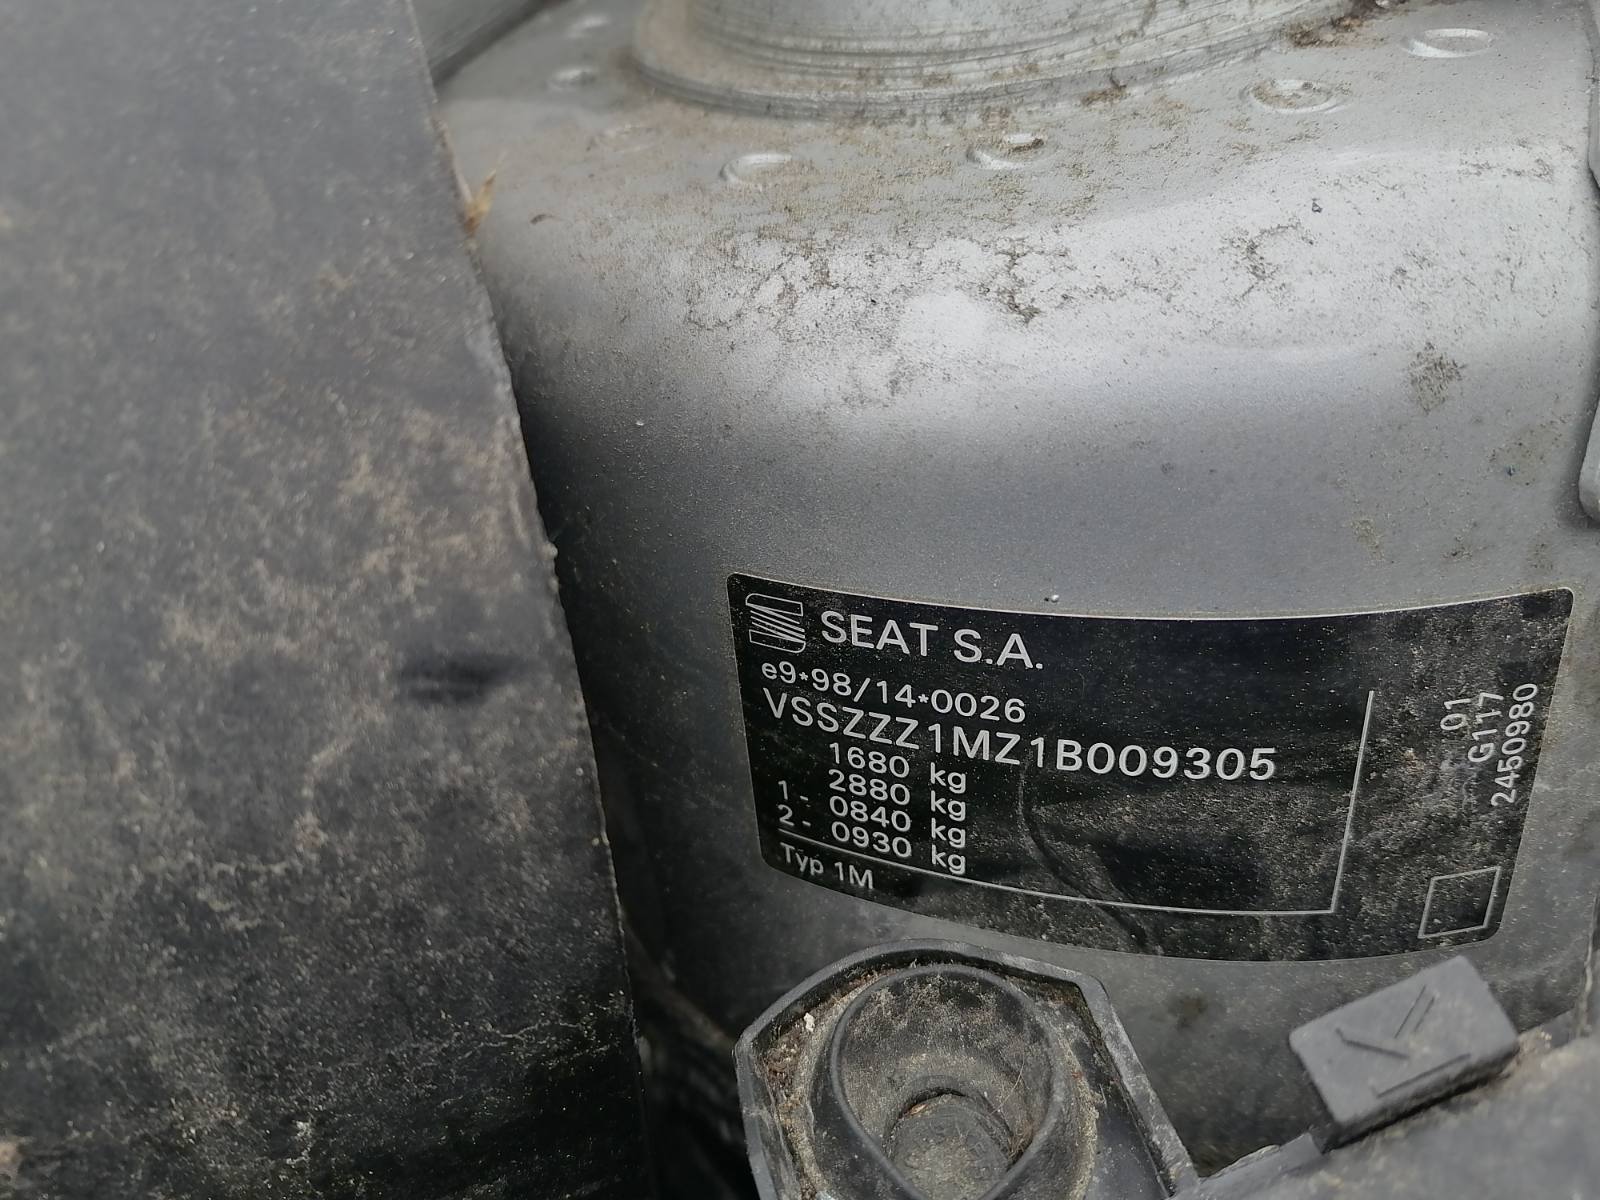 SEAT S.A.
e9*98/14*0026
VSSZZZ1MZ1B009305
1680 kg
2880 kg
1- 0840 kg
2- 0930 kg
Typ 1M
01
G117
24509980